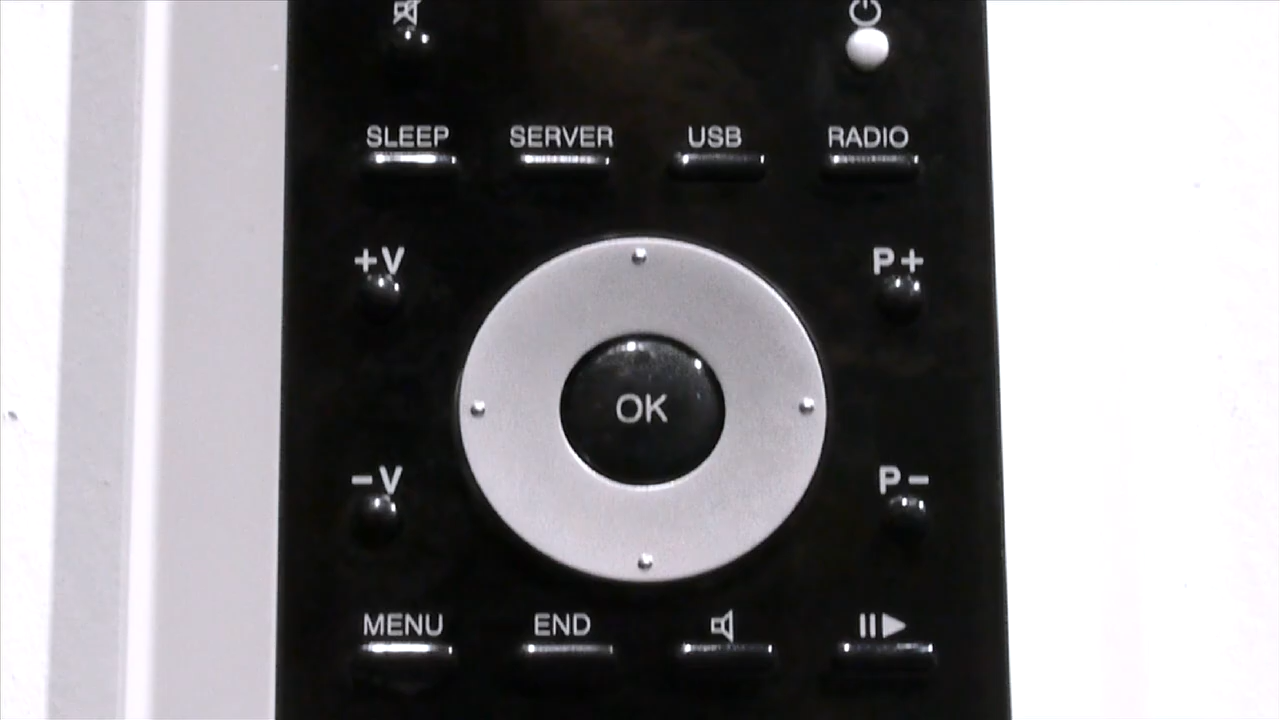 SLEEP SERVER USB RADIO
+V P+
OK
-V P-
MENU END